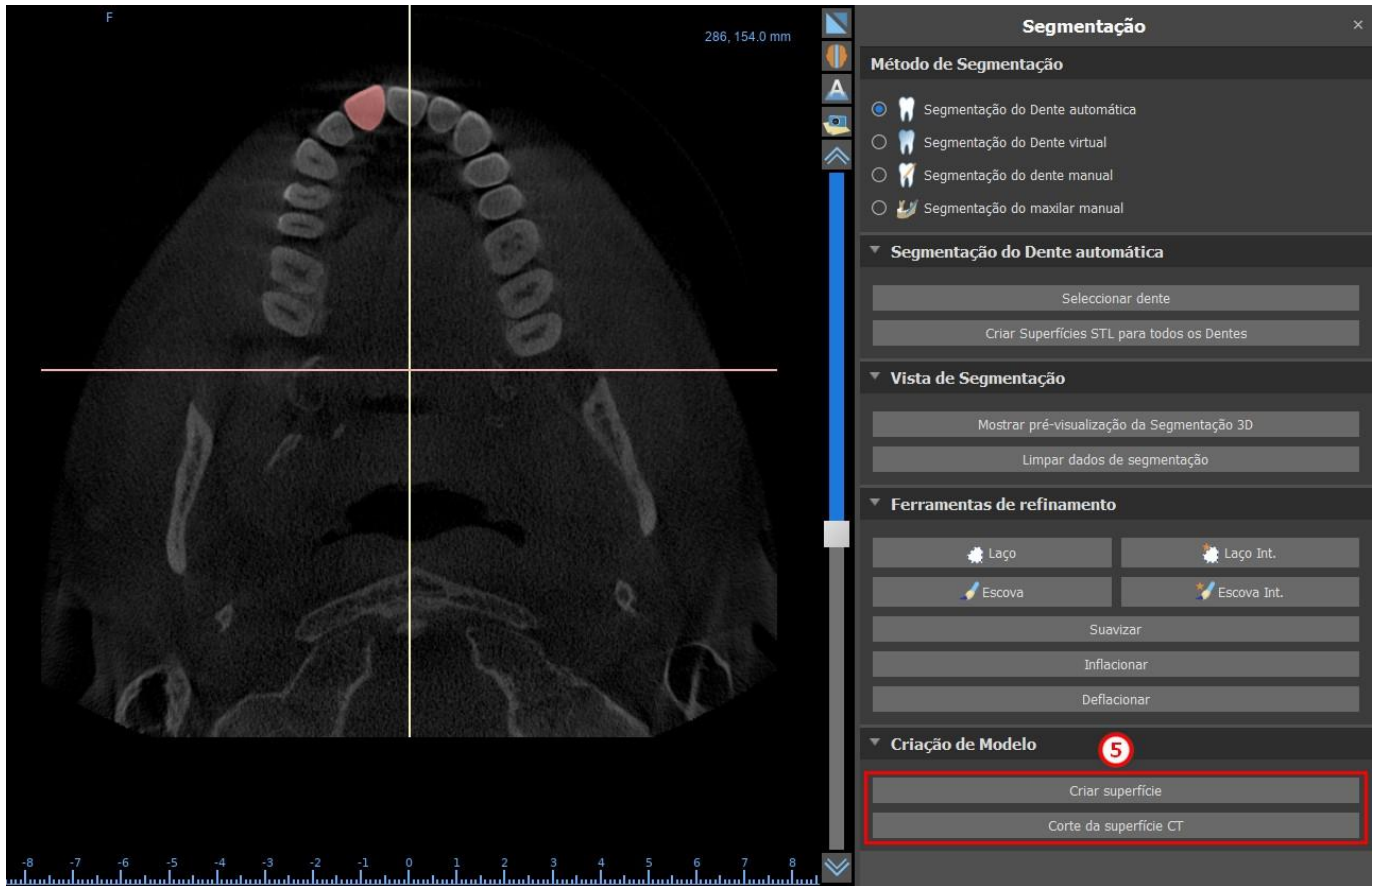 F
286, 154.0 mm
-8 -7 -6 -5 -4 -3 -2 -1 0 1 2 3 4 5 6 7 8
A
Segmentação ×
Método de Segmentação
Segmentação do Dente automática
Segmentação do Dente virtual
Segmentação do dente manual
Segmentação do maxilar manual
Segmentação do Dente automática
Seleccionar dente
Criar Superfícies STL para todos os Dentes
Vista de Segmentação
Mostrar pré-visualização da Segmentação 3D
Limpar dados de segmentação
Ferramentas de refinamento
Laço Laço Int.
Escova Escova Int.
Suavizar
Inflacionar
Deflacionar
Criação de Modelo 5
Criar superfície
Corte da superfície CT